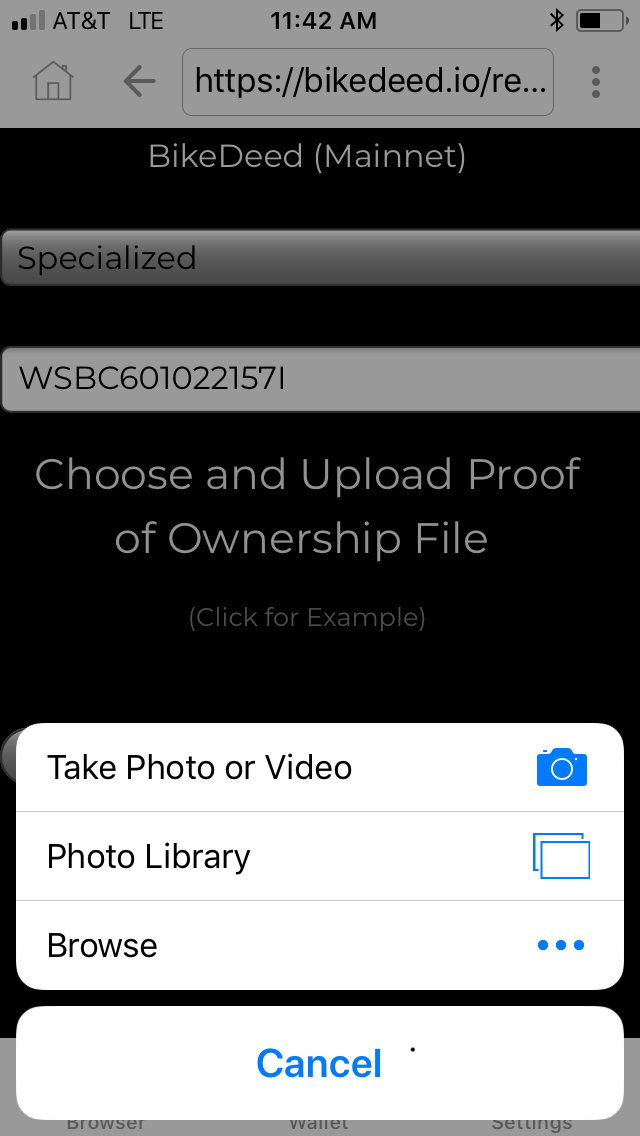 AT&T LTE 11:42 AM
https://bikedeed.io/re...
BikeDeed (Mainnet)
Specialized
WSBC601022157I
Choose and Upload Proof
of Ownership File
(Click for Example)
Take Photo or Video
Photo Library
Browse
Cancel
Browser Wallet Settings